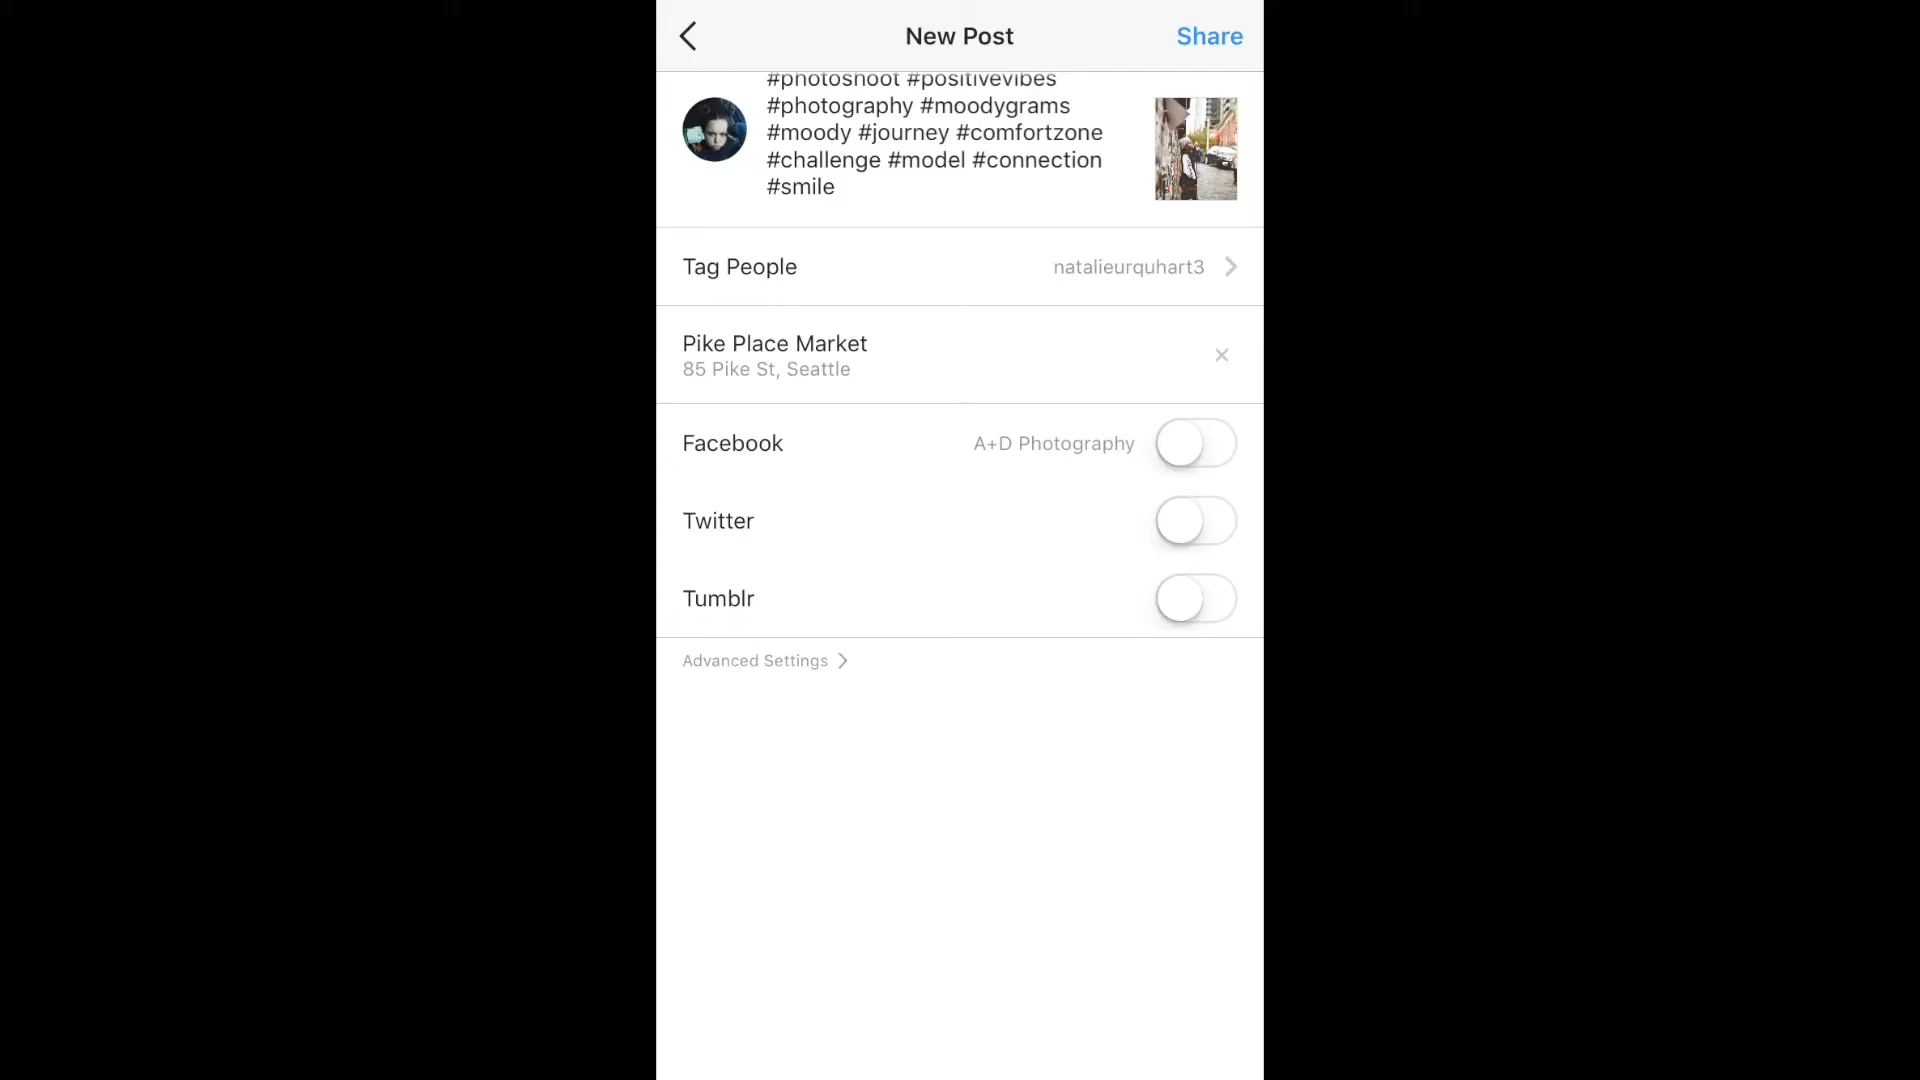 New Post
Share
#photoshoot #positivevibes
#photography #moodygrams
#moody #journey #comfortzone
#challenge #model #connection
#smile
Tag People
natalieurquhart3
Pike Place Market
85 Pike St, Seattle
Facebook
A+D Photography
Twitter
Tumblr
Advanced Settings